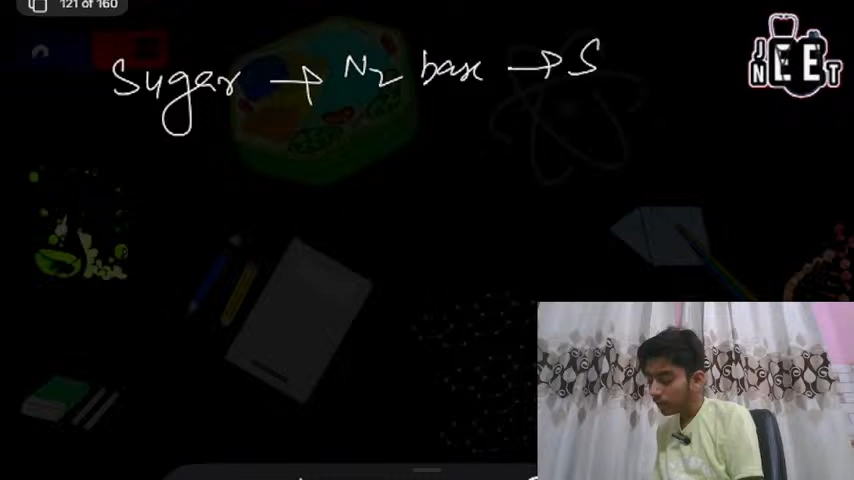 121 of 160
Sugar → N2 base → S
J
NEET